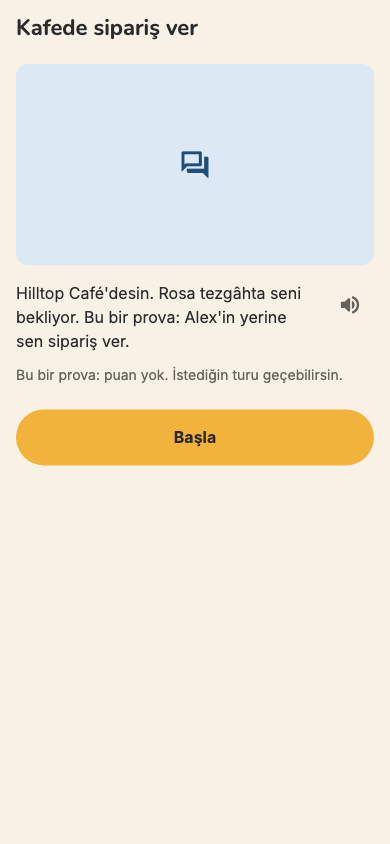 Kafede sipariş ver
Hilltop Café'desin. Rosa tezgâhta seni
bekliyor. Bu bir prova: Alex'in yerine
sen sipariş ver.
Bu bir prova: puan yok. İstediğin turu geçebilirsin.
Başla